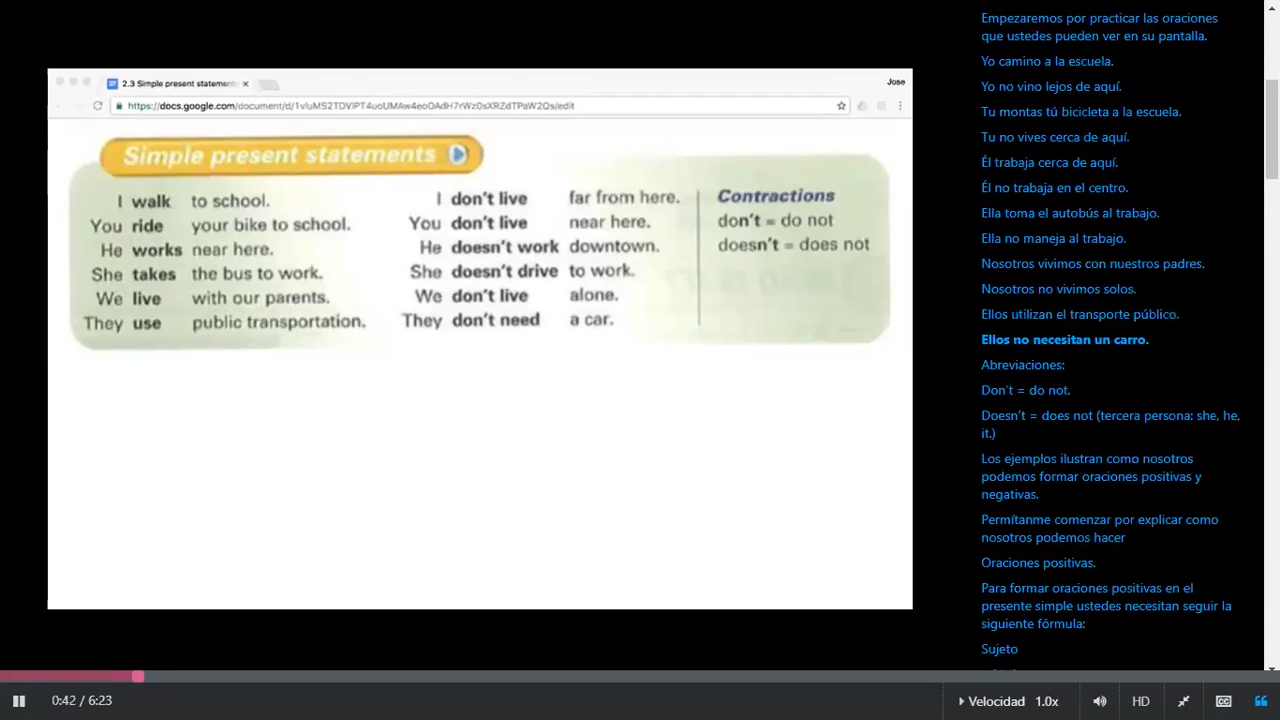 2.3 Simple present statement
Jose
https://docs.google.com/document/d/1vluMS2TDVlPT4uoUMAw4eoOAdH7rWz0sXRZdTPaW2Qs/edit
Simple present statements
I walk to school.
You ride your bike to school.
He works near here.
She takes the bus to work.
We live with our parents.
They use public transportation.
I don't live far from here.
You don't live near here.
He doesn't work downtown.
She doesn't drive to work.
We don't live alone.
They don't need a car.
Contractions
don't = do not
doesn't = does not
Empezaremos por practicar las oraciones
que ustedes pueden ver en su pantalla.
Yo camino a la escuela.
Yo no vino lejos de aquí.
Tu montas tú bicicleta a la escuela.
Tu no vives cerca de aquí.
Él trabaja cerca de aquí.
Él no trabaja en el centro.
Ella toma el autobús al trabajo.
Ella no maneja al trabajo.
Nosotros vivimos con nuestros padres.
Nosotros no vivimos solos.
Ellos utilizan el transporte público.
Ellos no necesitan un carro.
Abreviaciones:
Don´t = do not.
Doesn´t = does not (tercera persona: she, he,
it.)
Los ejemplos ilustran como nosotros
podemos formar oraciones positivas y
negativas.
Permítanme comenzar por explicar como
nosotros podemos hacer
Oraciones positivas.
Para formar oraciones positivas en el
presente simple ustedes necesitan seguir la
siguiente fórmula:
Sujeto
0:42 / 6:23
Velocidad 1.0x
HD
CC